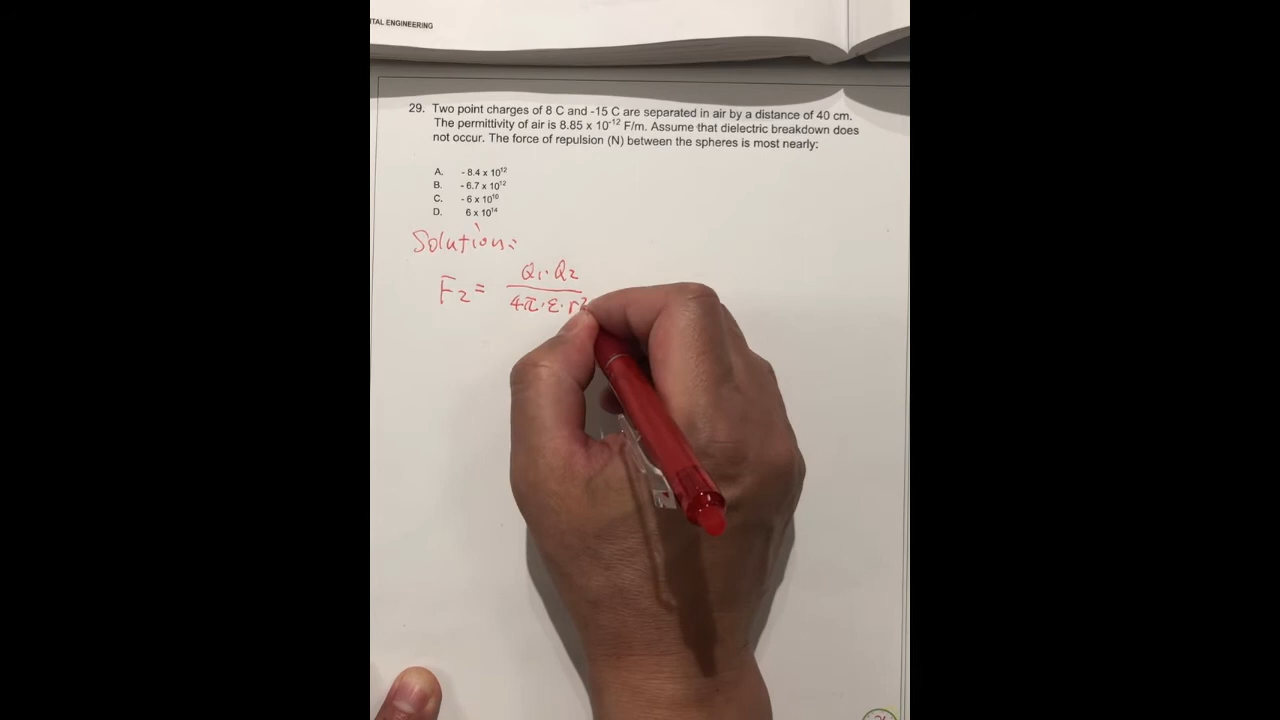 ITAL ENGINEERING
29. Two point charges of 8 C and -15 C are separated in air by a distance of 40 cm.
The permittivity of air is 8.85 x 10⁻¹² F/m. Assume that dielectric breakdown does
not occur. The force of repulsion (N) between the spheres is most nearly:
A. - 8.4 x 10¹²
B. - 6.7 x 10¹²
C. - 6 x 10¹⁰
D. 6 x 10¹⁴
Solution:
F₂ = Q₁·Q₂
4π·ε·r²